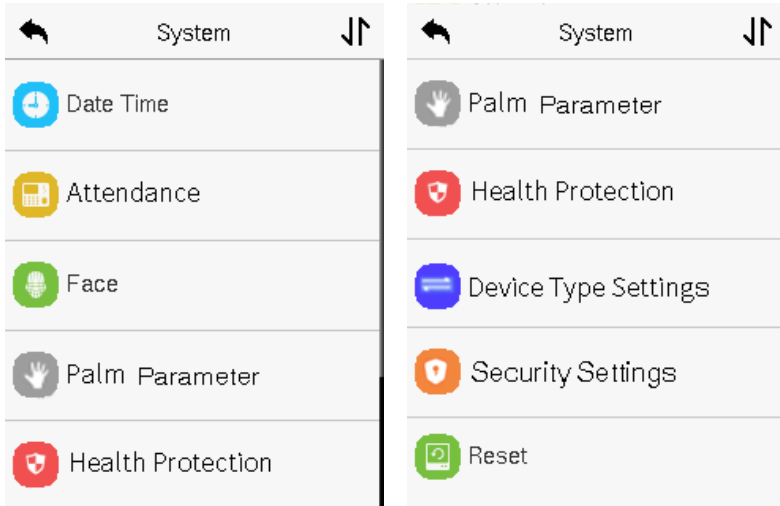 System
Date Time
Attendance
Face
Palm Parameter
Health Protection
System
Palm Parameter
Health Protection
Device Type Settings
Security Settings
Reset